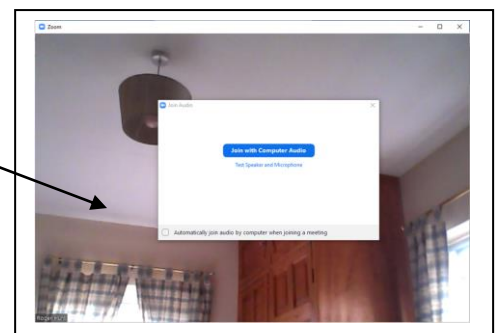 Zoom
Join Audio
Join with Computer Audio
Test Speaker and Microphone
Automatically join audio by computer when joining a meeting
Roger